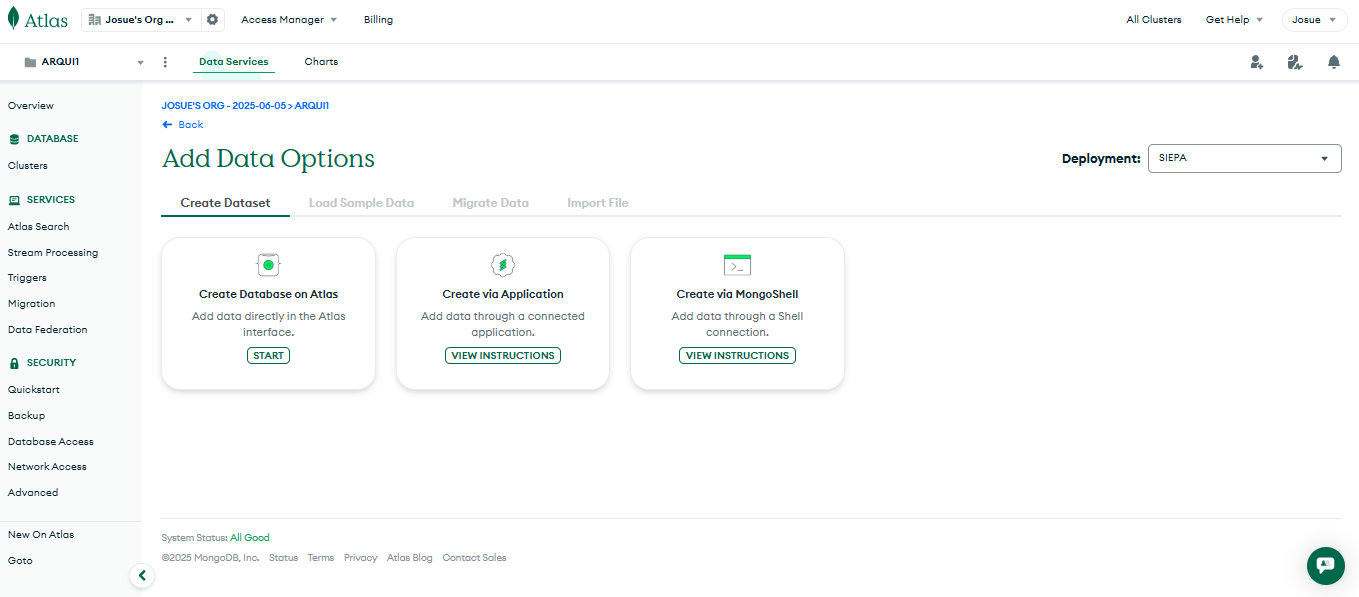 Atlas
Josue's Org ...
Access Manager
Billing
All Clusters
Get Help
Josue
ARQUI1
Data Services
Charts
Overview
DATABASE
Clusters
SERVICES
Atlas Search
Stream Processing
Triggers
Migration
Data Federation
SECURITY
Quickstart
Backup
Database Access
Network Access
Advanced
New On Atlas
Goto
JOSUE'S ORG - 2025-06-05 > ARQUI1
Back
Add Data Options
Deployment:
SIEPA
Create Dataset
Load Sample Data
Migrate Data
Import File
Create Database on Atlas
Add data directly in the Atlas
interface.
START
Create via Application
Add data through a connected
application.
VIEW INSTRUCTIONS
Create via MongoShell
Add data through a Shell
connection.
VIEW INSTRUCTIONS
System Status: All Good
©2025 MongoDB, Inc.
Status
Terms
Privacy
Atlas Blog
Contact Sales